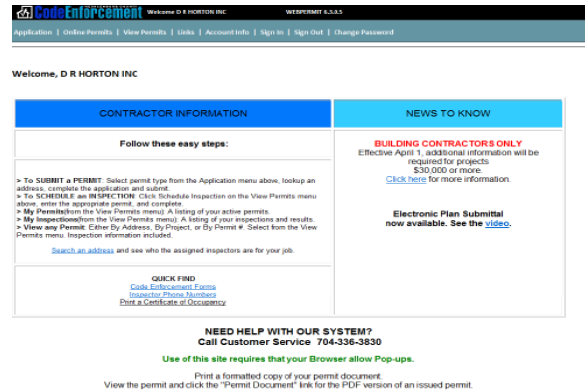 CodeEnforcement Welcome D R HORTON INC WEBPERMIT 6.3.0.5
Application | Online Permits | View Permits | Links | Account Info | Sign In | Sign Out | Change Password
Welcome, D R HORTON INC
CONTRACTOR INFORMATION
Follow these easy steps:
> To SUBMIT a PERMIT: Select permit type from the Application menu above, lookup an
address, complete the application and submit.
> To SCHEDULE an INSPECTION: Click Schedule Inspection on the View Permits menu
above, enter the appropriate permit, and complete.
> My Permits(from the View Permits menu): A listing of your active permits.
> My Inspections(from the View Permits menu): A listing of your inspections and results.
> View any Permit: Either By Address, By Project, or By Permit #. Select from the View
Permits menu. Inspection information included.
Search an address and see who the assigned inspectors are for your job.
QUICK FIND
Code Enforcement Forms
Inspector Phone Numbers
Print a Certificate of Occupancy
NEWS TO KNOW
BUILDING CONTRACTORS ONLY
Effective April 1, additional information will be
required for projects
$30,000 or more.
Click here for more information.
Electronic Plan Submittal
now available. See the video.
NEED HELP WITH OUR SYSTEM?
Call Customer Service 704-336-3830
Use of this site requires that your Browser allow Pop-ups.
Print a formatted copy of your permit document.
View the permit and click the "Permit Document" link for the PDF version of an issued permit.